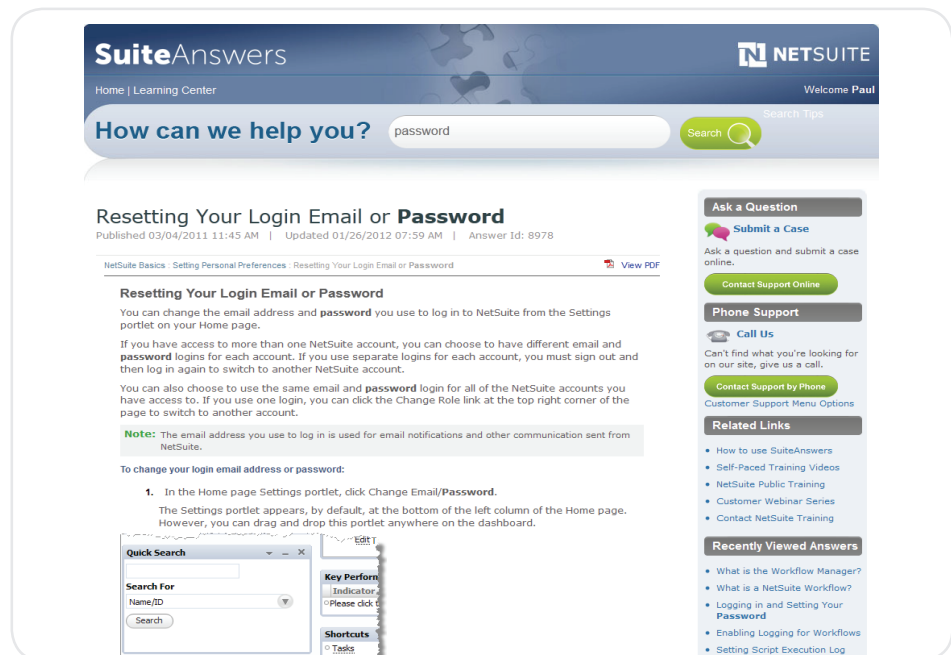 SuiteAnswers
NETSUITE
Home | Learning Center
Welcome Paul
How can we help you?
password
Search
Search Tips
Resetting Your Login Email or Password
Published 03/04/2011 11:45 AM | Updated 01/26/2012 07:59 AM | Answer Id: 8978
NetSuite Basics : Setting Personal Preferences : Resetting Your Login Email or Password
View PDF
Resetting Your Login Email or Password
You can change the email address and password you use to log in to NetSuite from the Settings
portlet on your Home page.
If you have access to more than one NetSuite account, you can choose to have different email and
password logins for each account. If you use separate logins for each account, you must sign out and
then log in again to switch to another NetSuite account.
You can also choose to use the same email and password login for all of the NetSuite accounts you
have access to. If you use one login, you can click the Change Role link at the top right corner of the
page to switch to another account.
Note: The email address you use to log in is used for email notifications and other communication sent from
NetSuite.
To change your login email address or password:
1. In the Home page Settings portlet, click Change Email/Password.
The Settings portlet appears, by default, at the bottom of the left column of the Home page.
However, you can drag and drop this portlet anywhere on the dashboard.
Quick Search
Search For
Name/ID
Search
Edit T
Key Perform
Indicator
Please click t
Shortcuts
Tasks
Ask a Question
Submit a Case
Ask a question and submit a case
online.
Contact Support Online
Phone Support
Call Us
Can't find what you're looking for
on our site, give us a call.
Contact Support by Phone
Customer Support Menu Options
Related Links
• How to use SuiteAnswers
• Self-Paced Training Videos
• NetSuite Public Training
• Customer Webinar Series
• Contact NetSuite Training
Recently Viewed Answers
• What is the Workflow Manager?
• What is a NetSuite Workflow?
• Logging in and Setting Your
Password
• Enabling Logging for Workflows
• Setting Script Execution Log